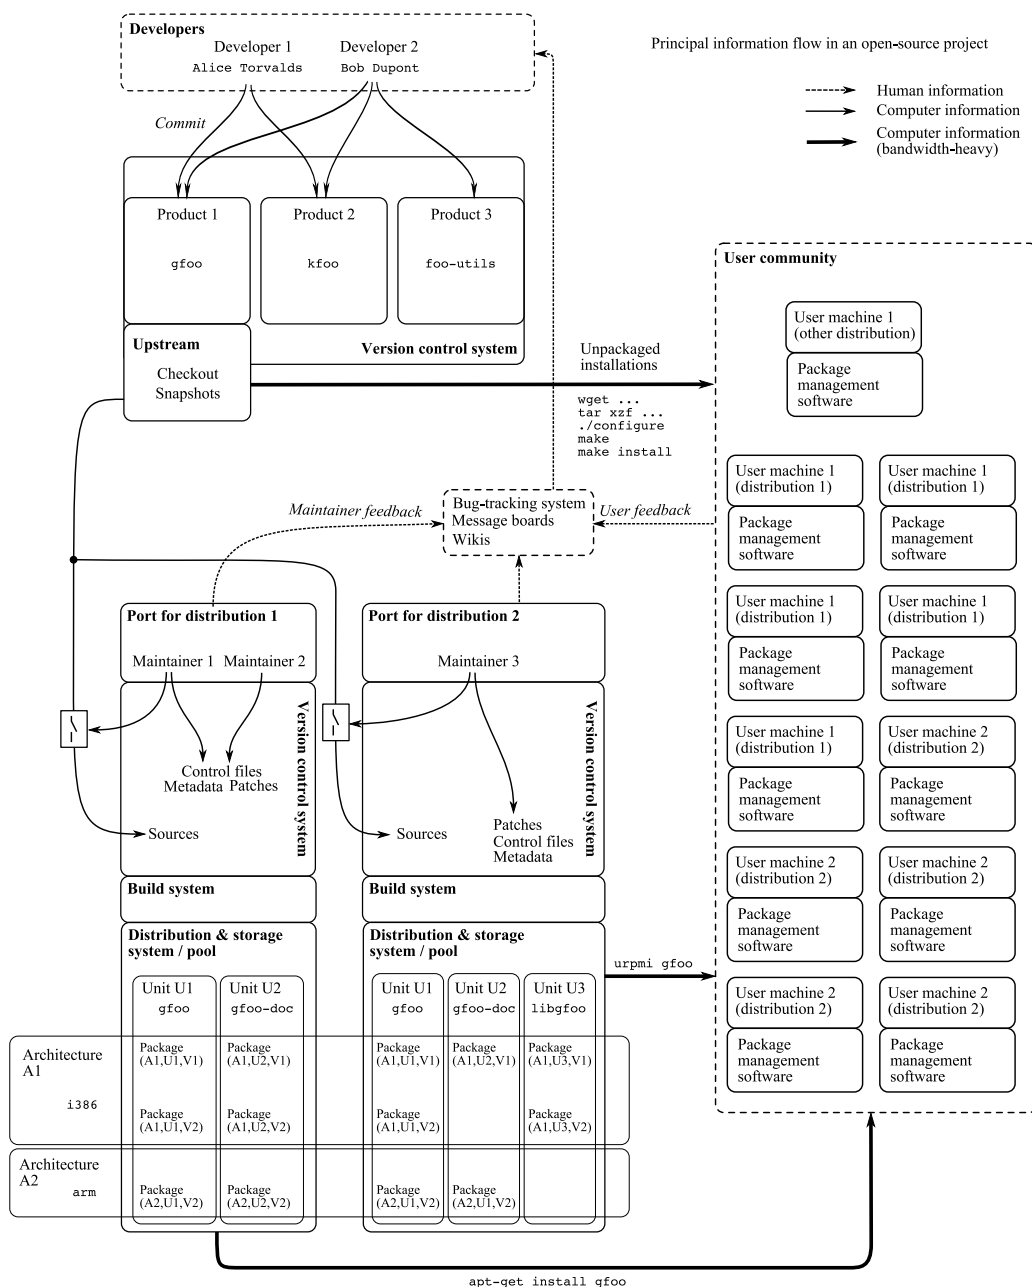 Developers
Developer 1
Alice Torvalds
Developer 2
Bob Dupont
Commit
Principal information flow in an open-source project
Human information
Computer information
Computer information
(bandwidth-heavy)
Product 1
gfoo
Product 2
kfoo
Product 3
foo-utils
Upstream
Checkout
Snapshots
Version control system
Unpackaged
installations
wget ...
tar xzf ...
./configure
make
make install
Maintainer feedback
Bug-tracking system
Message boards
Wikis
User feedback
User community
User machine 1
(other distribution)
Package
management
software
User machine 1
(distribution 1)
Package
management
software
User machine 1
(distribution 1)
Package
management
software
User machine 1
(distribution 1)
Package
management
software
User machine 1
(distribution 1)
Package
management
software
User machine 1
(distribution 1)
Package
management
software
User machine 2
(distribution 2)
Package
management
software
User machine 2
(distribution 2)
Package
management
software
User machine 2
(distribution 2)
Package
management
software
User machine 2
(distribution 2)
Package
management
software
User machine 2
(distribution 2)
Package
management
software
Port for distribution 1
Maintainer 1
Maintainer 2
Version control system
Control files
Metadata Patches
Sources
Build system
Distribution & storage
system / pool
Unit U1
gfoo
Unit U2
gfoo-doc
Port for distribution 2
Maintainer 3
Version control system
Sources
Patches
Control files
Metadata
Build system
Distribution & storage
system / pool
Unit U1
gfoo
Unit U2
gfoo-doc
Unit U3
libgfoo
urpmi gfoo
Architecture
A1
i386
Package
(A1,U1,V1)
Package
(A1,U2,V1)
Package
(A1,U1,V1)
Package
(A1,U2,V1)
Package
(A1,U3,V1)
Package
(A1,U1,V2)
Package
(A1,U2,V2)
Package
(A1,U1,V2)
Package
(A1,U3,V2)
Architecture
A2
arm
Package
(A2,U1,V2)
Package
(A2,U2,V2)
Package
(A2,U1,V2)
Package
(A2,U1,V2)
apt-get install gfoo